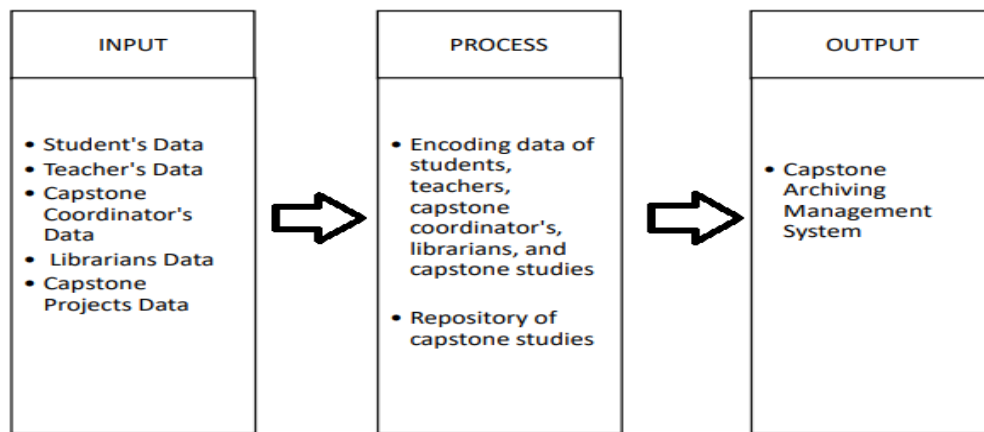 INPUT
• Student's Data
• Teacher's Data
• Capstone
Coordinator's
Data
• Librarians Data
• Capstone
Projects Data
PROCESS
• Encoding data of
students,
teachers,
capstone
coordinator's,
librarians, and
capstone studies
• Repository of
capstone studies
OUTPUT
• Capstone
Archiving
Management
System